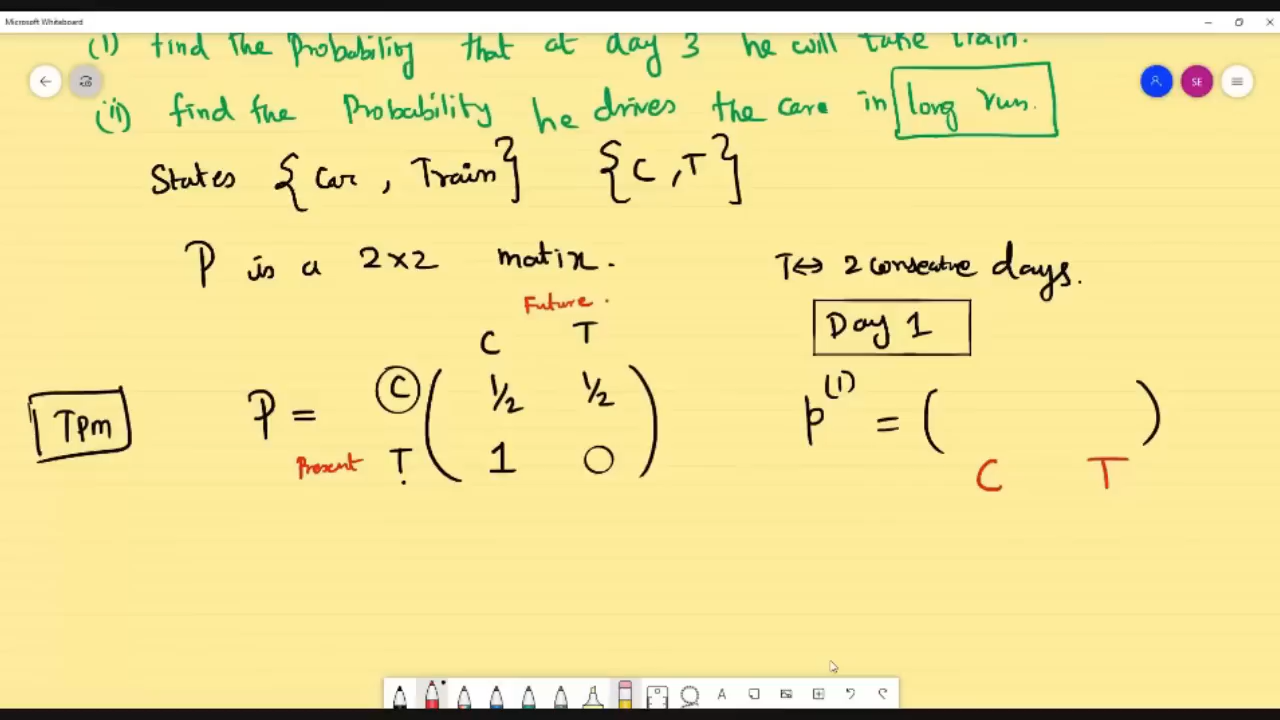 Microsoft Whiteboard
(i) find the Probability that at day 3 he will take train.
(ii) find the Probability he drives the care in long run.
States { Car , Train } { C , T }
P is a 2×2 matix.
T↔ 2 consecutive days.
Future.
Day 1
C T
P = C ( 1/2 1/2 )
Present T ( 1 0 )
Tpm
p(1) = ( )
C T
SE
A